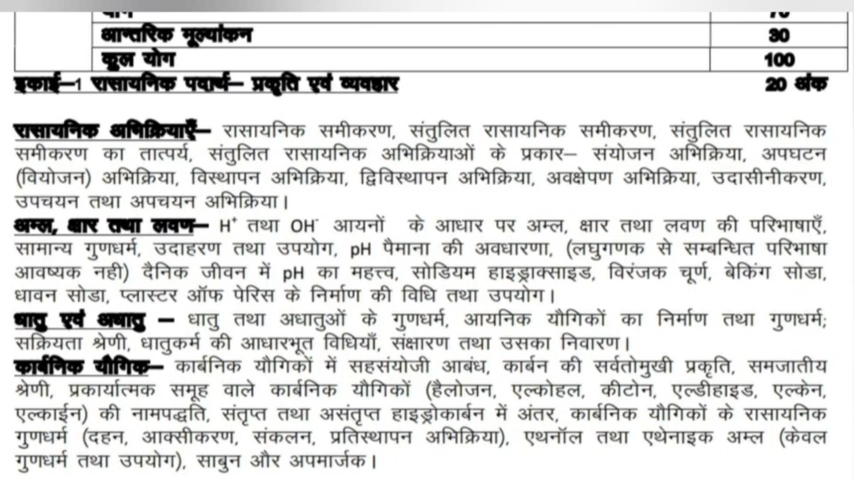 योग 70
आन्तरिक मूल्यांकन 30
कुल योग 100
इकाई–1 रासायनिक पदार्थ– प्रकृति एवं व्यवहार 20 अंक
रासायनिक अभिक्रियाएँ– रासायनिक समीकरण, संतुलित रासायनिक समीकरण, संतुलित रासायनिक
समीकरण का तात्पर्य, संतुलित रासायनिक अभिक्रियाओं के प्रकार– संयोजन अभिक्रिया, अपघटन
(वियोजन) अभिक्रिया, विस्थापन अभिक्रिया, द्विविस्थापन अभिक्रिया, अवक्षेपण अभिक्रिया, उदासीनीकरण,
उपचयन तथा अपचयन अभिक्रिया।
अम्ल, क्षार तथा लवण– H⁺ तथा OH⁻ आयनों के आधार पर अम्ल, क्षार तथा लवण की परिभाषाएँ,
सामान्य गुणधर्म, उदाहरण तथा उपयोग, pH पैमाना की अवधारणा, (लघुगणक से सम्बन्धित परिभाषा
आवष्यक नही) दैनिक जीवन में pH का महत्त्व, सोडियम हाइड्राक्साइड, विरंजक चूर्ण, बेकिंग सोडा,
धावन सोडा, प्लास्टर ऑफ पेरिस के निर्माण की विधि तथा उपयोग।
धातु एवं अधातु – धातु तथा अधातुओं के गुणधर्म, आयनिक यौगिकों का निर्माण तथा गुणधर्म;
सक्रियता श्रेणी, धातुकर्म की आधारभूत विधियाँ, संक्षारण तथा उसका निवारण।
कार्बनिक यौगिक– कार्बनिक यौगिकों में सहसंयोजी आबंध, कार्बन की सर्वतोमुखी प्रकृति, समजातीय
श्रेणी, प्रकार्यात्मक समूह वाले कार्बनिक यौगिकों (हैलोजन, एल्कोहल, कीटोन, एल्डीहाइड, एल्केन,
एल्काईन) की नामपद्धति, संतृप्त तथा असंतृप्त हाइड्रोकार्बन में अंतर, कार्बनिक यौगिकों के रासायनिक
गुणधर्म (दहन, आक्सीकरण, संकलन, प्रतिस्थापन अभिक्रिया), एथनॉल तथा एथेनाइक अम्ल (केवल
गुणधर्म तथा उपयोग), साबुन और अपमार्जक।